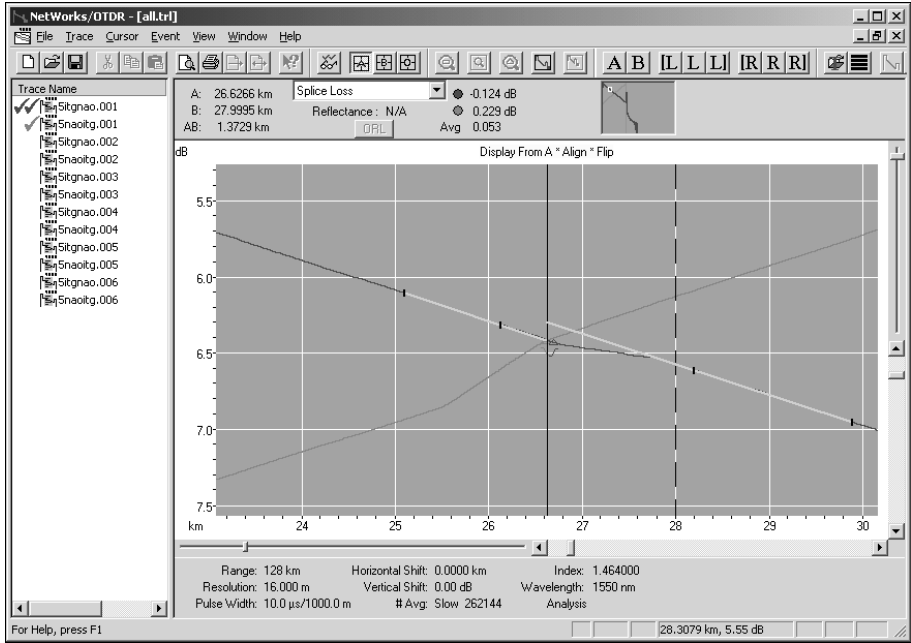 NetWorks/OTDR - [all.trl]
File Trace Cursor Event View Window Help
A B [L L L] [R R R]
Trace Name
5itgnao.001
5naoitg.001
5itgnao.002
5naoitg.002
5itgnao.003
5naoitg.003
5itgnao.004
5naoitg.004
5itgnao.005
5naoitg.005
5itgnao.006
5naoitg.006
A: 26.6266 km
B: 27.9995 km
AB: 1.3729 km
Splice Loss
Reflectance : N/A
ORL
-0.124 dB
0.229 dB
Avg 0.053
dB
Display From A * Align * Flip
5.5
6.0
6.5
7.0
7.5
km 24 25 26 27 28 29 30
Range: 128 km Horizontal Shift: 0.0000 km Index: 1.464000
Resolution: 16.000 m Vertical Shift: 0.00 dB Wavelength: 1550 nm
Pulse Width: 10.0 µs/1000.0 m # Avg: Slow 262144 Analysis
For Help, press F1
28.3079 km, 5.55 dB